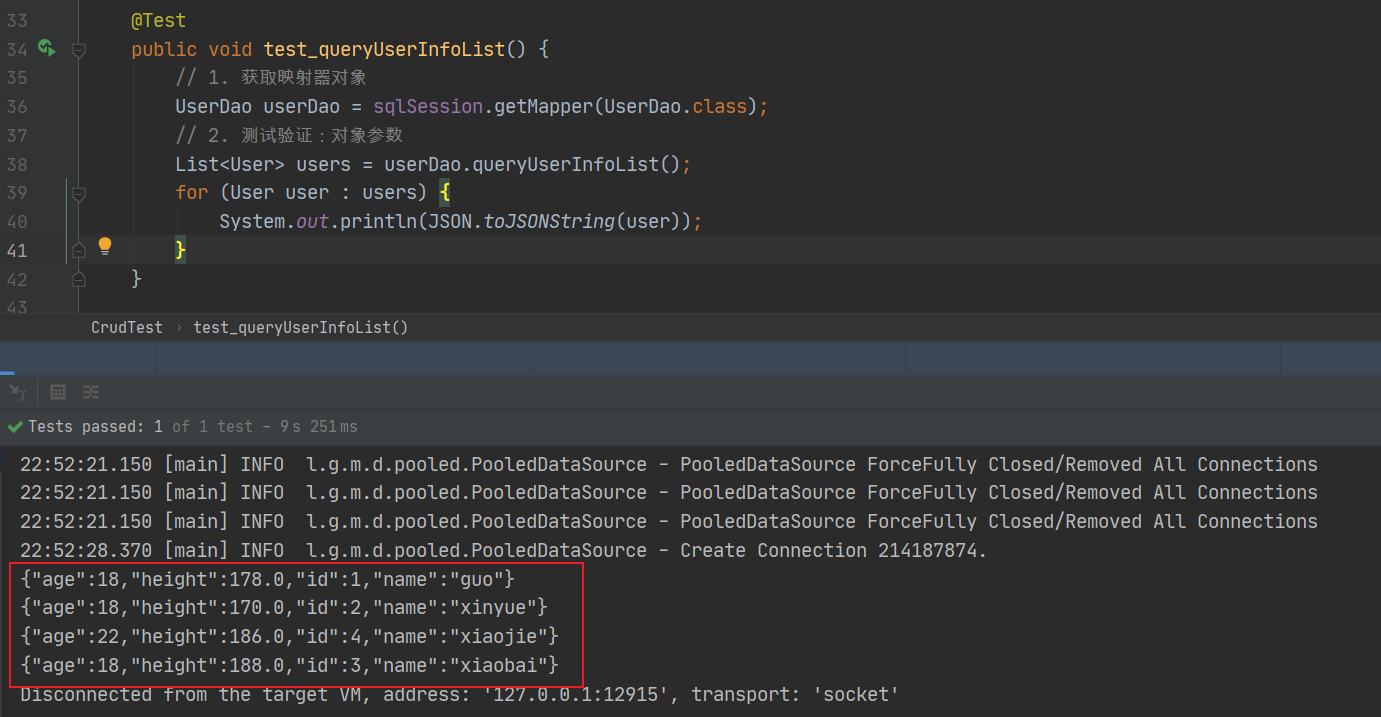 33 @Test
34 public void test_queryUserInfoList() {
35 // 1. 获取映射器对象
36 UserDao userDao = sqlSession.getMapper(UserDao.class);
37 // 2. 测试验证：对象参数
38 List<User> users = userDao.queryUserInfoList();
39 for (User user : users) {
40 System.out.println(JSON.toJSONString(user));
41 }
42 }
43
CrudTest › test_queryUserInfoList()
Tests passed: 1 of 1 test – 9 s 251 ms
22:52:21.150 [main] INFO  l.g.m.d.pooled.PooledDataSource - PooledDataSource ForceFully Closed/Removed All Connections
22:52:21.150 [main] INFO  l.g.m.d.pooled.PooledDataSource - PooledDataSource ForceFully Closed/Removed All Connections
22:52:21.150 [main] INFO  l.g.m.d.pooled.PooledDataSource - PooledDataSource ForceFully Closed/Removed All Connections
22:52:28.370 [main] INFO  l.g.m.d.pooled.PooledDataSource - Create Connection 214187874.
{"age":18,"height":178.0,"id":1,"name":"guo"}
{"age":18,"height":170.0,"id":2,"name":"xinyue"}
{"age":22,"height":186.0,"id":4,"name":"xiaojie"}
{"age":18,"height":188.0,"id":3,"name":"xiaobai"}
Disconnected from the target VM, address: '127.0.0.1:12915', transport: 'socket'